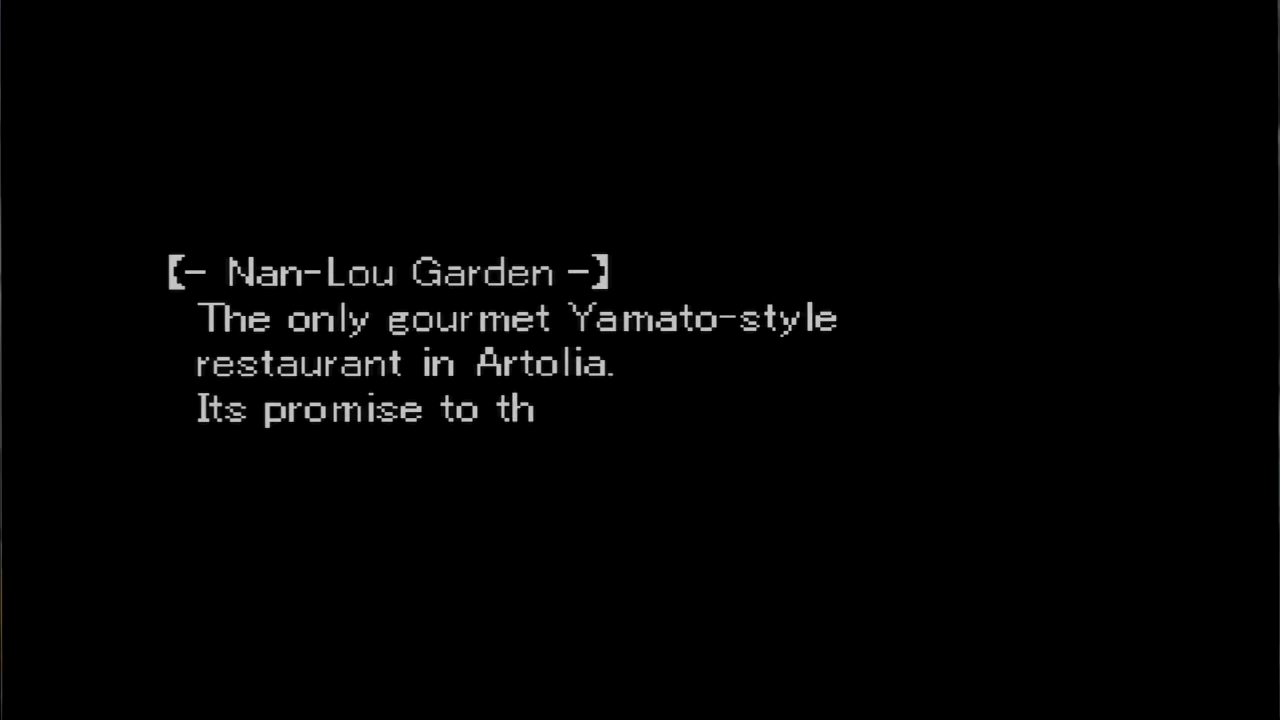 【- Nan-Lou Garden -】
The only gourmet Yamato-style
restaurant in Artolia.
Its promise to th